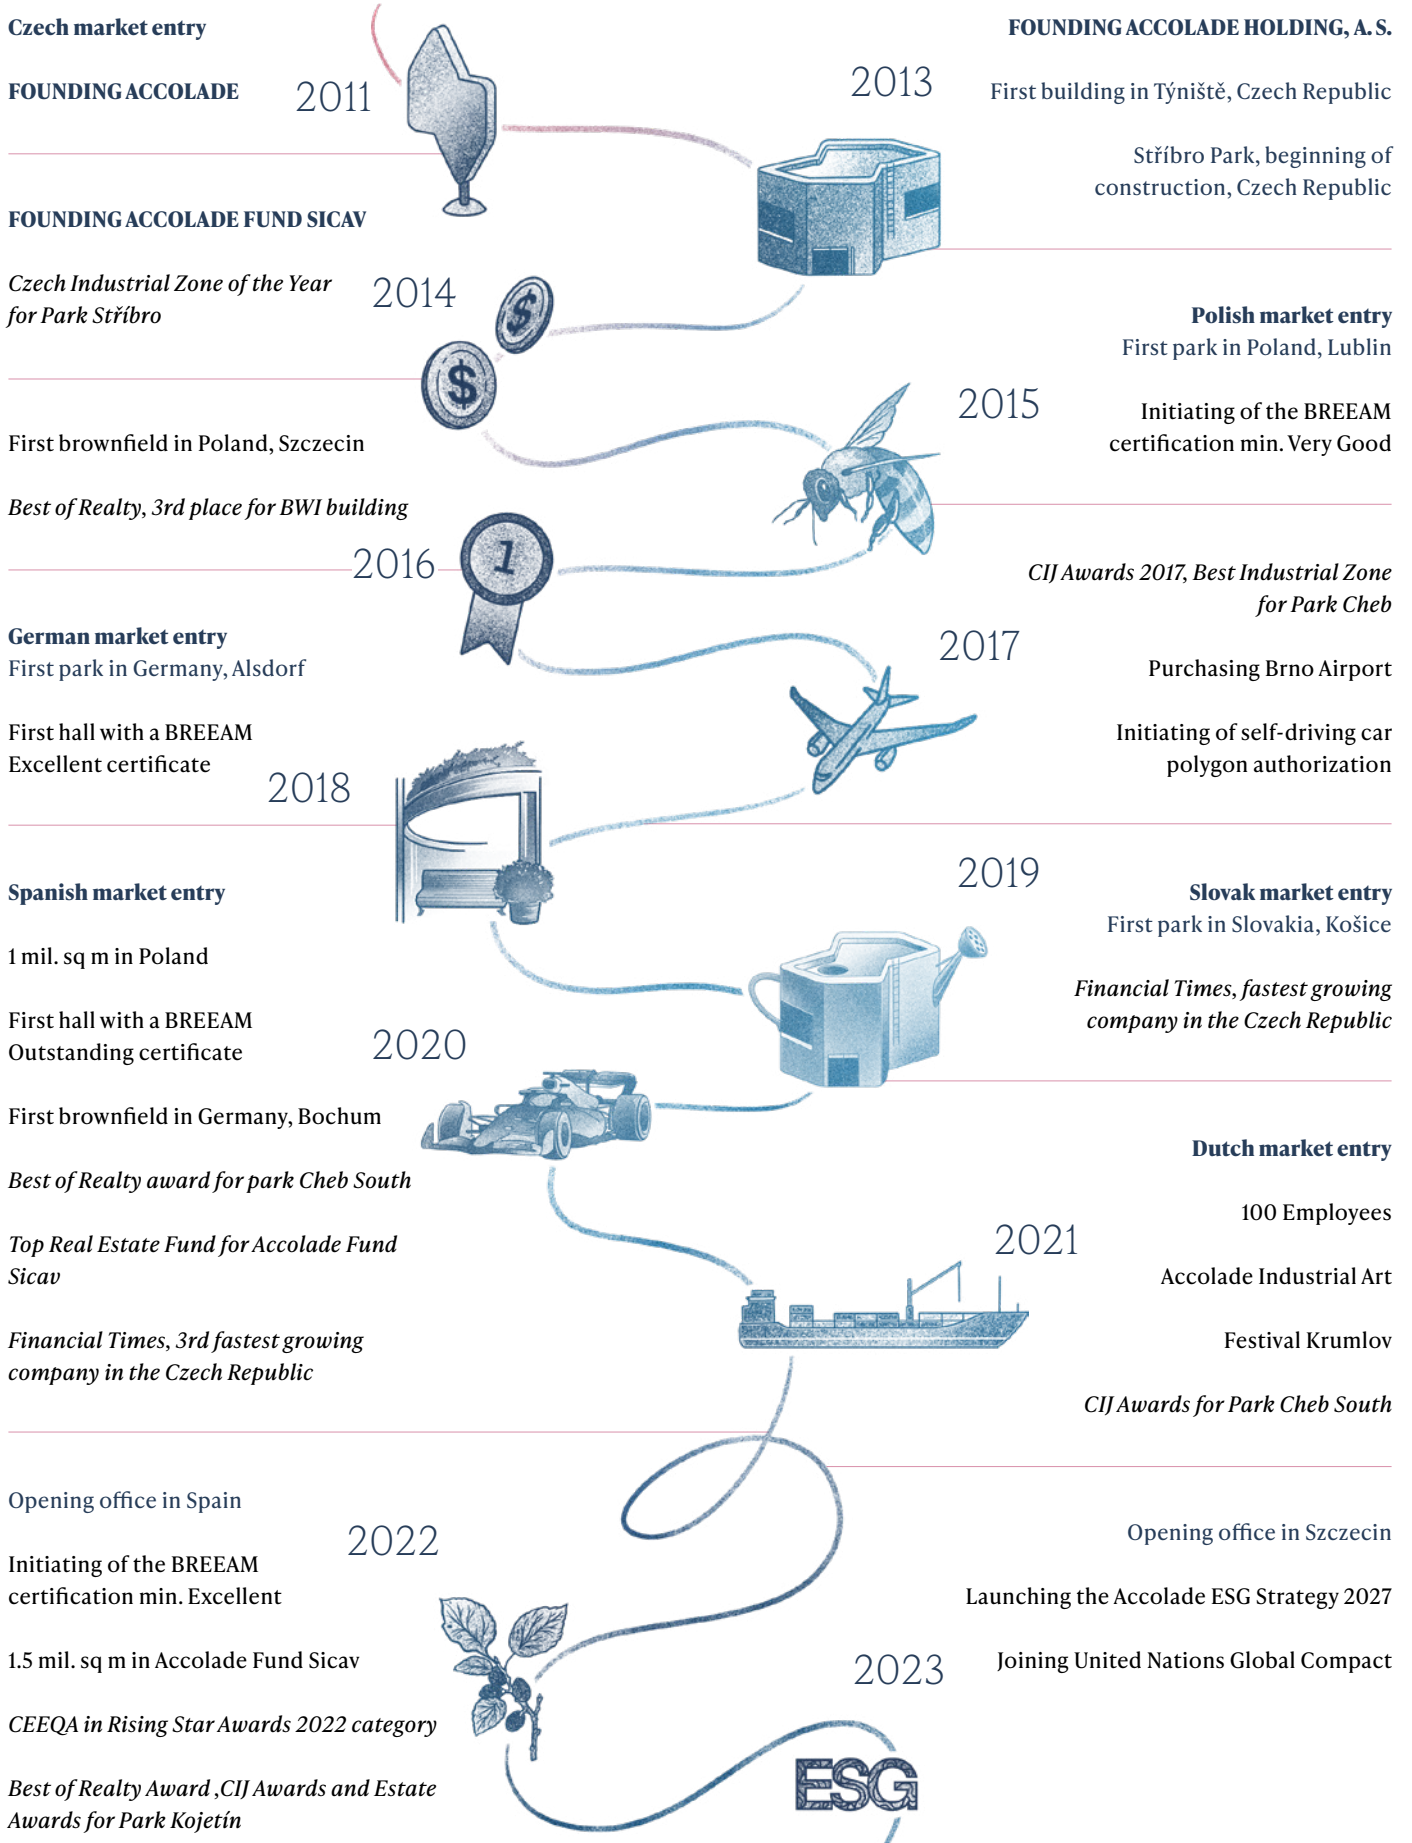 Czech market entry
FOUNDING ACCOLADE
2011
FOUNDING ACCOLADE HOLDING, A. S.
2013
First building in Týniště, Czech Republic
Stříbro Park, beginning of
construction, Czech Republic
FOUNDING ACCOLADE FUND SICAV
Czech Industrial Zone of the Year
for Park Stříbro
2014
$
$
Polish market entry
First park in Poland, Lublin
2015
Initiating of the BREEAM
certification min. Very Good
First brownfield in Poland, Szczecin
Best of Realty, 3rd place for BWI building
2016
1
CIJ Awards 2017, Best Industrial Zone
for Park Cheb
2017
Purchasing Brno Airport
Initiating of self-driving car
polygon authorization
German market entry
First park in Germany, Alsdorf
First hall with a BREEAM
Excellent certificate
2018
2019
Slovak market entry
First park in Slovakia, Košice
Financial Times, fastest growing
company in the Czech Republic
Spanish market entry
1 mil. sq m in Poland
First hall with a BREEAM
Outstanding certificate
2020
First brownfield in Germany, Bochum
Best of Realty award for park Cheb South
Top Real Estate Fund for Accolade Fund
Sicav
Financial Times, 3rd fastest growing
company in the Czech Republic
Dutch market entry
100 Employees
2021
Accolade Industrial Art
Festival Krumlov
CIJ Awards for Park Cheb South
Opening office in Spain
2022
Initiating of the BREEAM
certification min. Excellent
1.5 mil. sq m in Accolade Fund Sicav
CEEQA in Rising Star Awards 2022 category
Best of Realty Award ,CIJ Awards and Estate
Awards for Park Kojetín
Opening office in Szczecin
Launching the Accolade ESG Strategy 2027
2023
Joining United Nations Global Compact
ESG